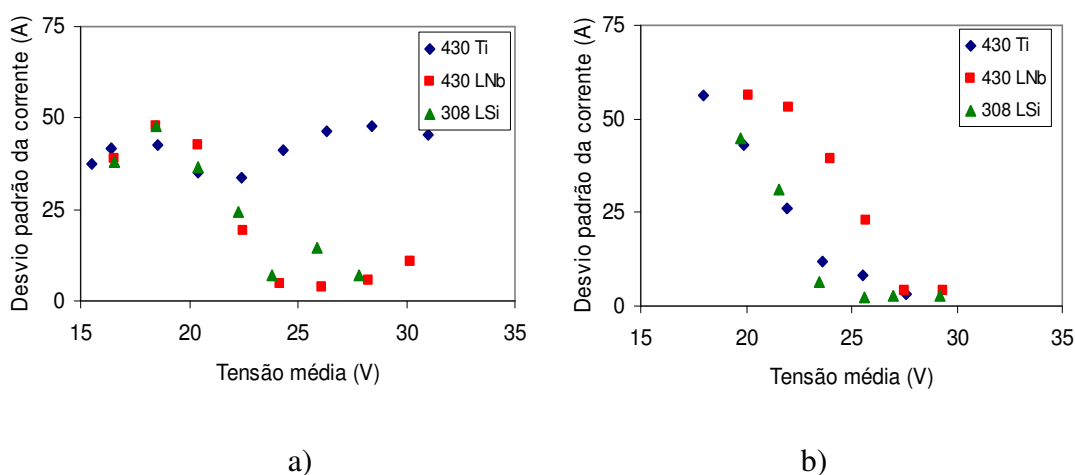 Desvio padrão da corrente (A)
75
50
25
0
15
20
25
30
35
Tensão média (V)
430 Ti
430 LNb
308 LSi
a)
Desvio padrão da corrente (A)
75
50
25
0
15
20
25
30
35
Tensão média (V)
430 Ti
430 LNb
308 LSi
b)